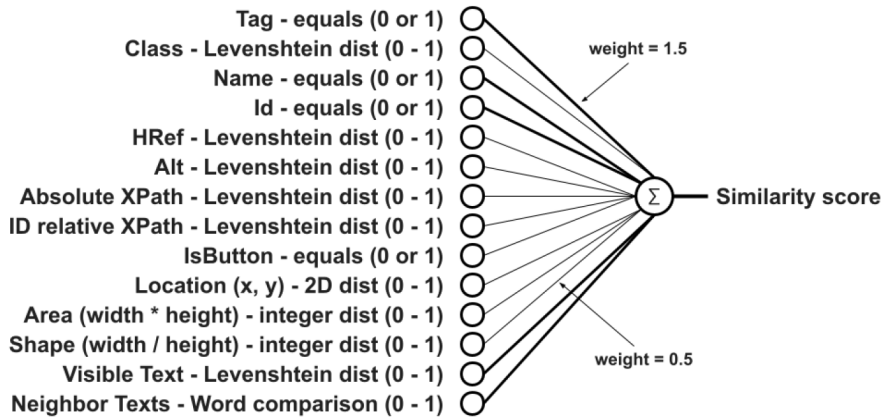 Tag - equals (0 or 1)
Class - Levenshtein dist (0 - 1)
Name - equals (0 or 1)
Id - equals (0 or 1)
HRef - Levenshtein dist (0 - 1)
Alt - Levenshtein dist (0 - 1)
Absolute XPath - Levenshtein dist (0 - 1)
ID relative XPath - Levenshtein dist (0 - 1)
IsButton - equals (0 or 1)
Location (x, y) - 2D dist (0 - 1)
Area (width * height) - integer dist (0 - 1)
Shape (width / height) - integer dist (0 - 1)
Visible Text - Levenshtein dist (0 - 1)
Neighbor Texts - Word comparison (0 - 1)
weight = 1.5
Σ
Similarity score
weight = 0.5